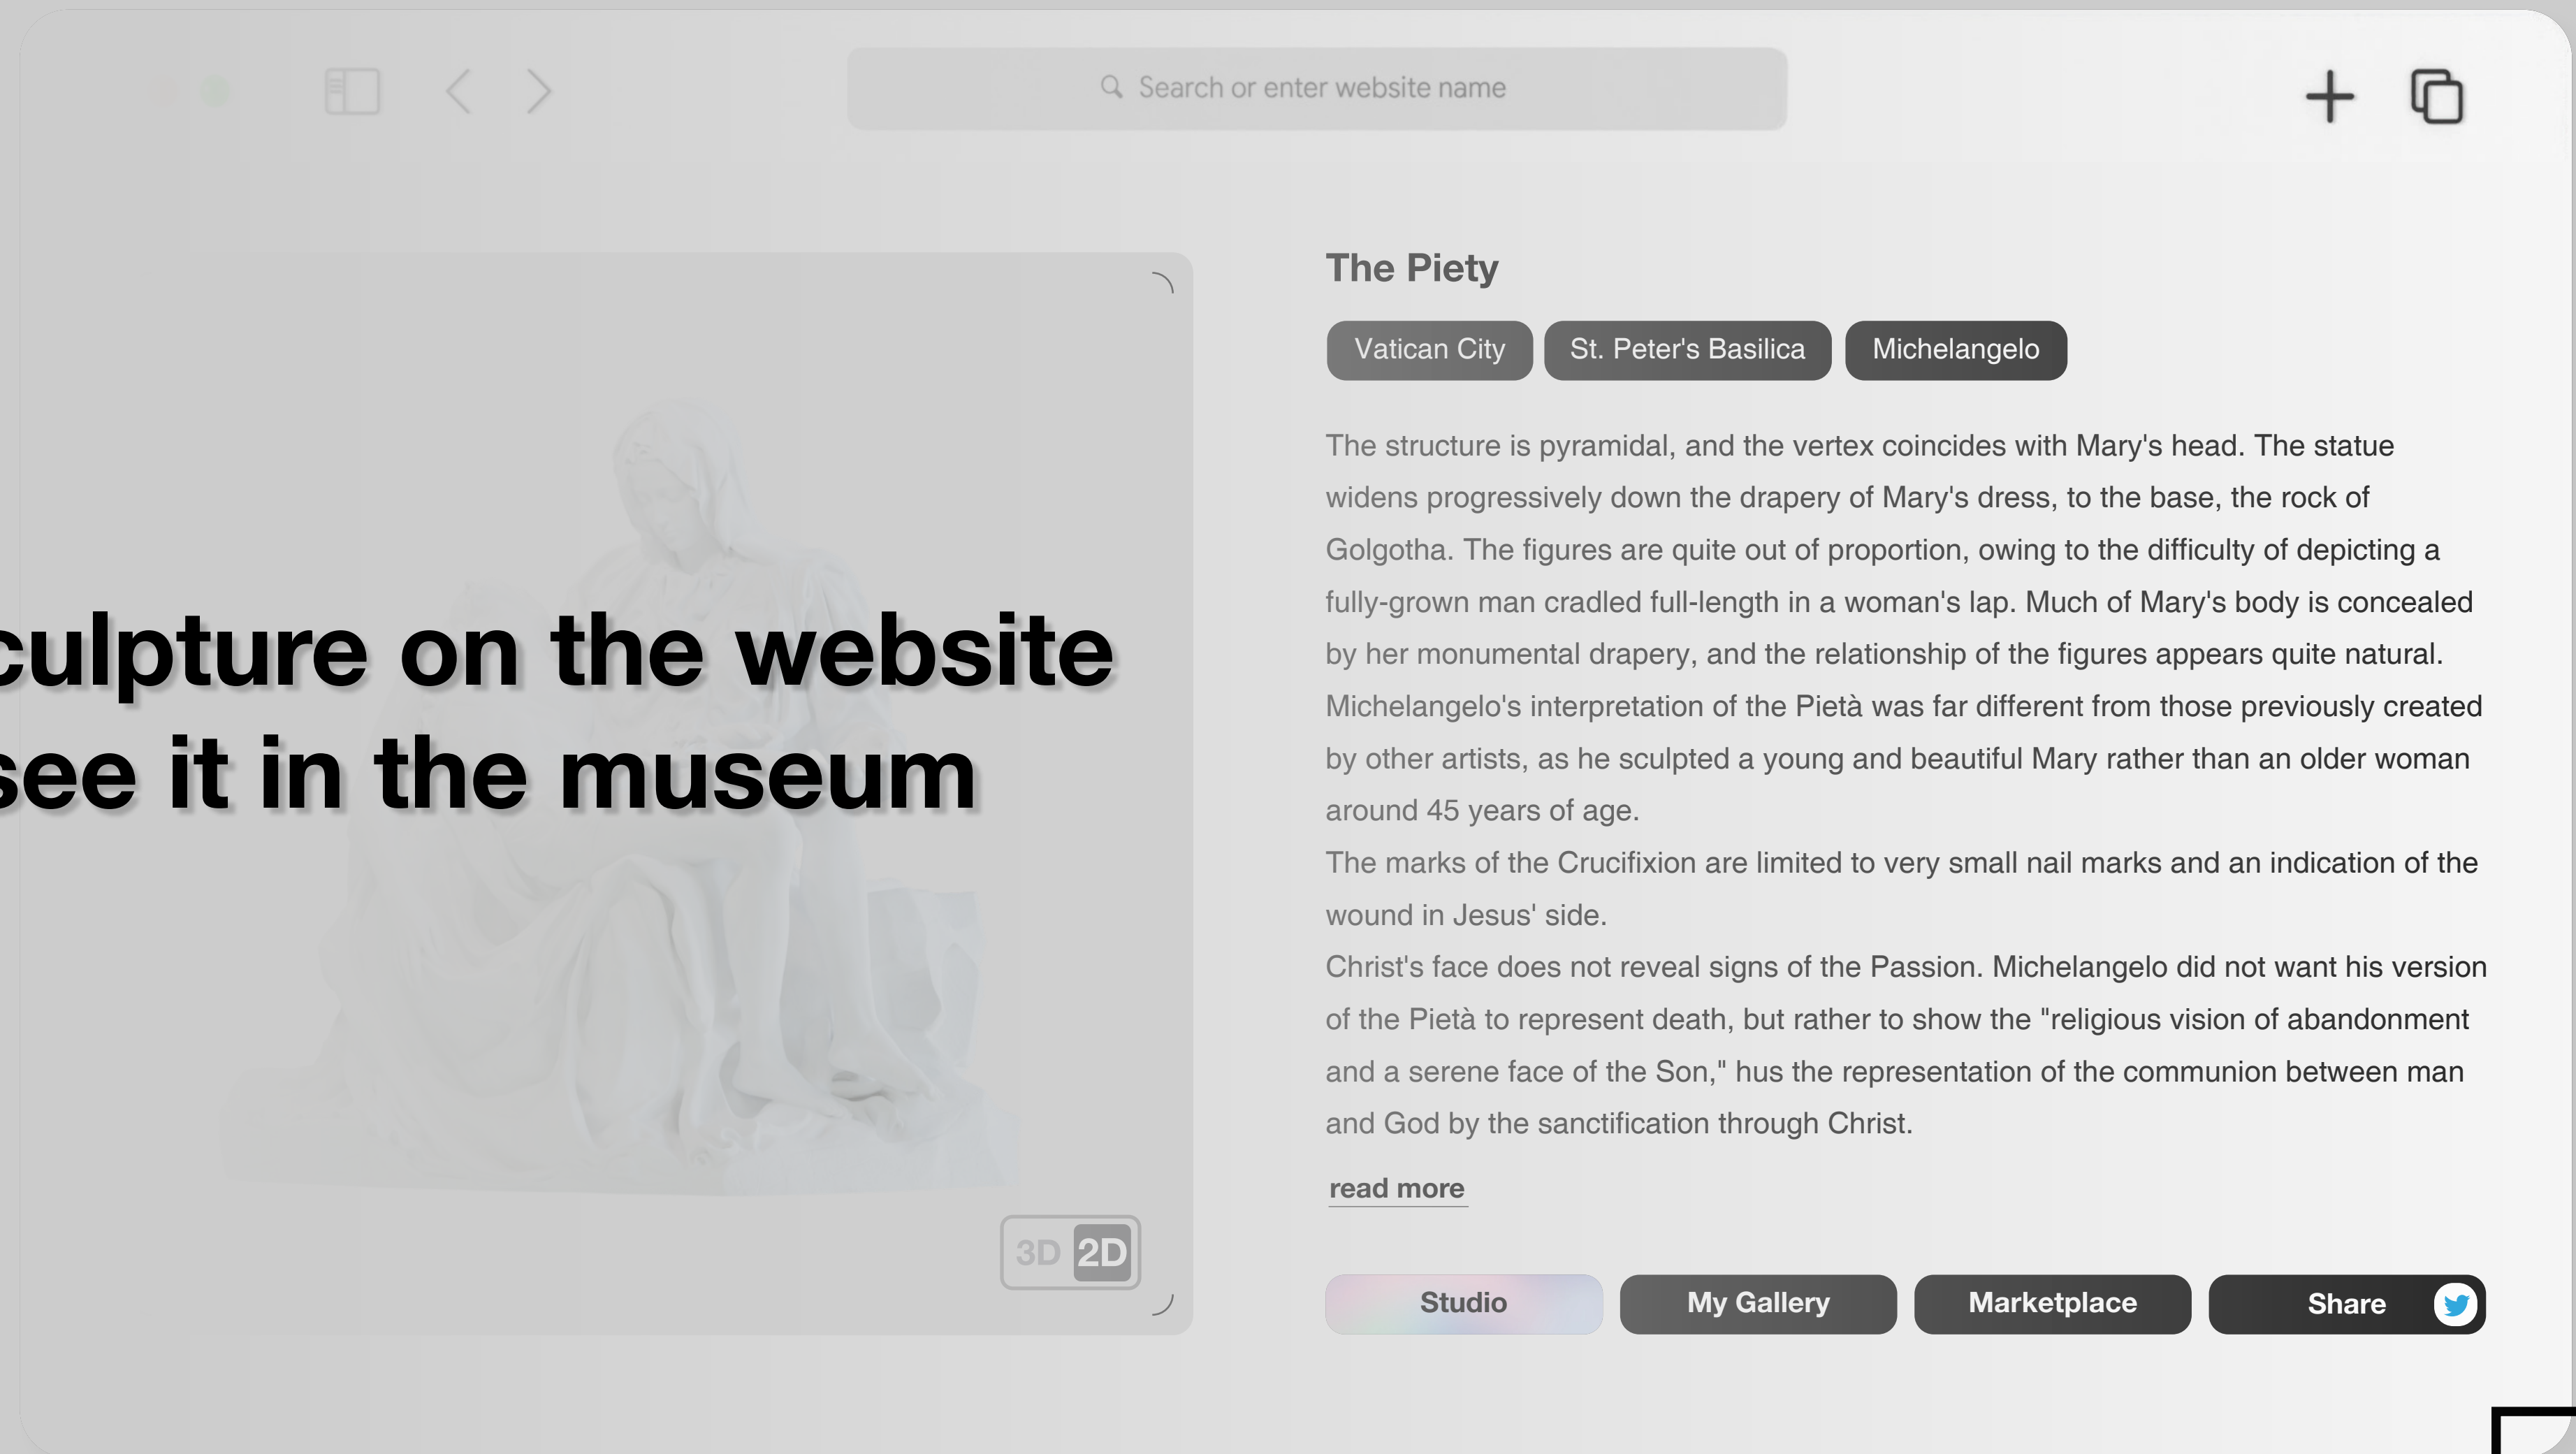 Search or enter website name
The Piety
Vatican City
St. Peter's Basilica
Michelangelo
The structure is pyramidal, and the vertex coincides with Mary's head. The statue
widens progressively down the drapery of Mary's dress, to the base, the rock of
Golgotha. The figures are quite out of proportion, owing to the difficulty of depicting a
fully-grown man cradled full-length in a woman's lap. Much of Mary's body is concealed
by her monumental drapery, and the relationship of the figures appears quite natural.
Michelangelo's interpretation of the Pietà was far different from those previously created
by other artists, as he sculpted a young and beautiful Mary rather than an older woman
around 45 years of age.
The marks of the Crucifixion are limited to very small nail marks and an indication of the
wound in Jesus' side.
Christ's face does not reveal signs of the Passion. Michelangelo did not want his version
of the Pietà to represent death, but rather to show the "religious vision of abandonment
and a serene face of the Son," hus the representation of the communion between man
and God by the sanctification through Christ.
read more
culpture on the website
see it in the museum
3D 2D
Studio
My Gallery
Marketplace
Share